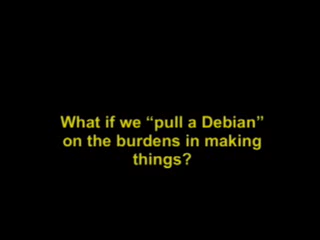 What if we “pull a Debian”
on the burdens in making
things?